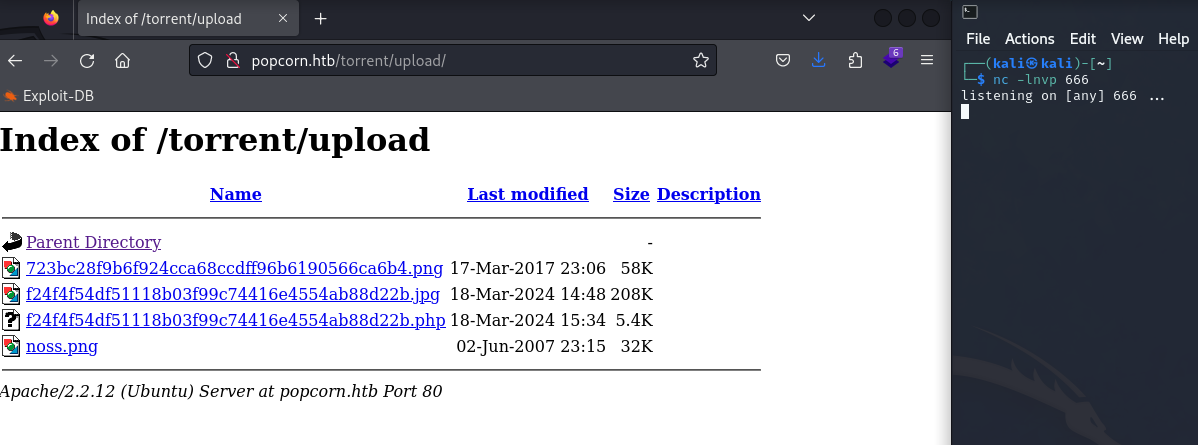 Index of /torrent/upload
popcorn.htb/torrent/upload/
6
Exploit-DB
Index of /torrent/upload
Name Last modified Size Description
Parent Directory -
723bc28f9b6f924cca68ccdff96b6190566ca6b4.png 17-Mar-2017 23:06 58K
f24f4f54df51118b03f99c74416e4554ab88d22b.jpg 18-Mar-2024 14:48 208K
f24f4f54df51118b03f99c74416e4554ab88d22b.php 18-Mar-2024 15:34 5.4K
noss.png 02-Jun-2007 23:15 32K
Apache/2.2.12 (Ubuntu) Server at popcorn.htb Port 80
File Actions Edit View Help
┌──(kali㉿kali)-[~]
└─$ nc -lnvp 666
listening on [any] 666 ...